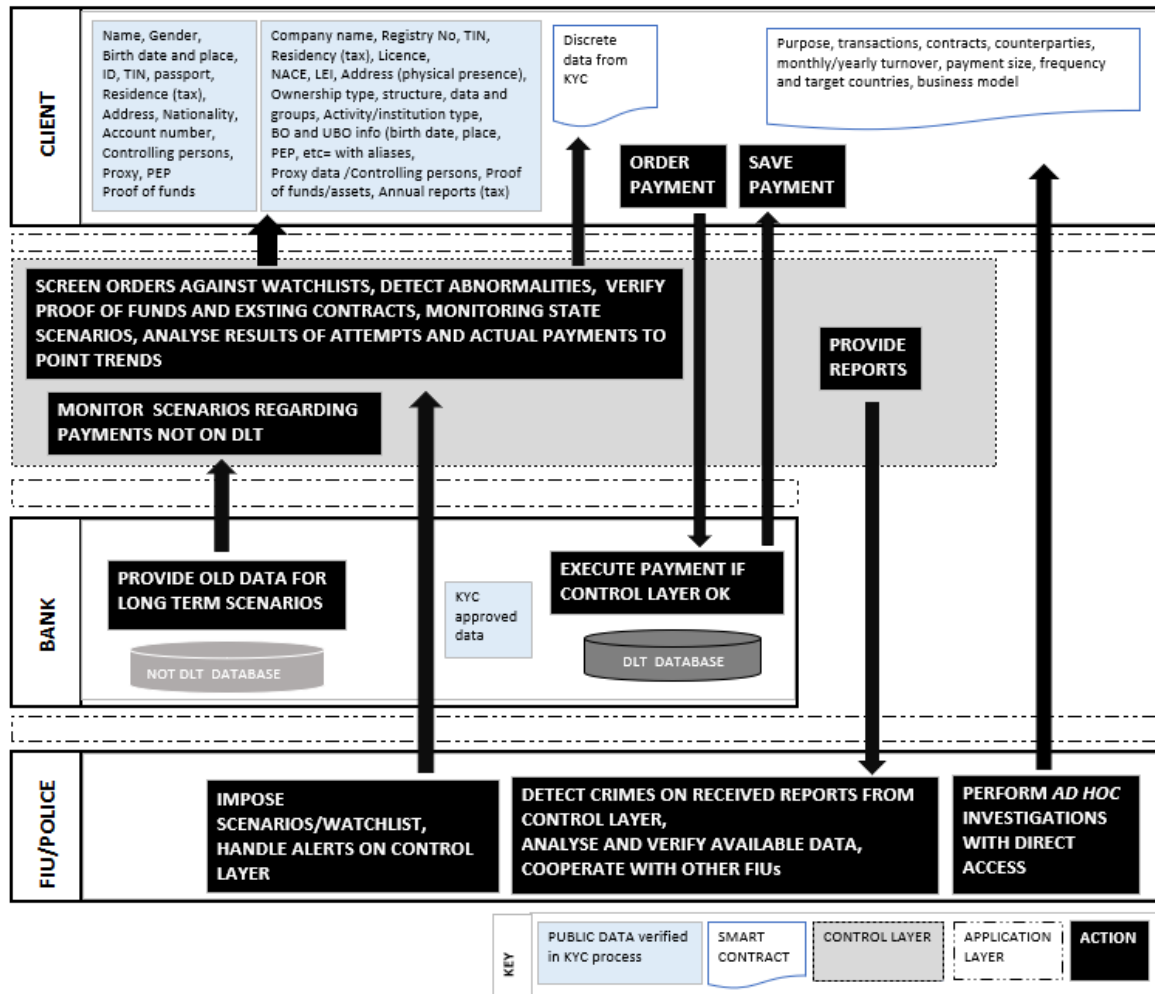 CLIENT
Name, Gender,
Birth date and place,
ID, TIN, passport,
Residence (tax),
Address, Nationality,
Account number,
Controlling persons,
Proxy, PEP
Proof of funds
Company name, Registry No, TIN,
Residency (tax), Licence,
NACE, LEI, Address (physical presence),
Ownership type, structure, data and
groups, Activity/institution type,
BO and UBO info (birth date, place,
PEP, etc= with aliases,
Proxy data /Controlling persons, Proof
of funds/assets, Annual reports (tax)
Discrete
data from
KYC
Purpose, transactions, contracts, counterparties,
monthly/yearly turnover, payment size, frequency
and target countries, business model
ORDER
PAYMENT
SAVE
PAYMENT
SCREEN ORDERS AGAINST WATCHLISTS, DETECT ABNORMALITIES, VERIFY
PROOF OF FUNDS AND EXSTING CONTRACTS, MONITORING STATE
SCENARIOS, ANALYSE RESULTS OF ATTEMPTS AND ACTUAL PAYMENTS TO
POINT TRENDS
PROVIDE
REPORTS
MONITOR SCENARIOS REGARDING
PAYMENTS NOT ON DLT
BANK
PROVIDE OLD DATA FOR
LONG TERM SCENARIOS
NOT DLT DATABASE
KYC
approved
data
EXECUTE PAYMENT IF
CONTROL LAYER OK
DLT DATABASE
FIU/POLICE
IMPOSE
SCENARIOS/WATCHLIST,
HANDLE ALERTS ON CONTROL
LAYER
DETECT CRIMES ON RECEIVED REPORTS FROM
CONTROL LAYER,
ANALYSE AND VERIFY AVAILABLE DATA,
COOPERATE WITH OTHER FIUs
PERFORM AD HOC
INVESTIGATIONS
WITH DIRECT
ACCESS
KEY
PUBLIC DATA verified
in KYC process
SMART
CONTRACT
CONTROL LAYER
APPLICATION
LAYER
ACTION